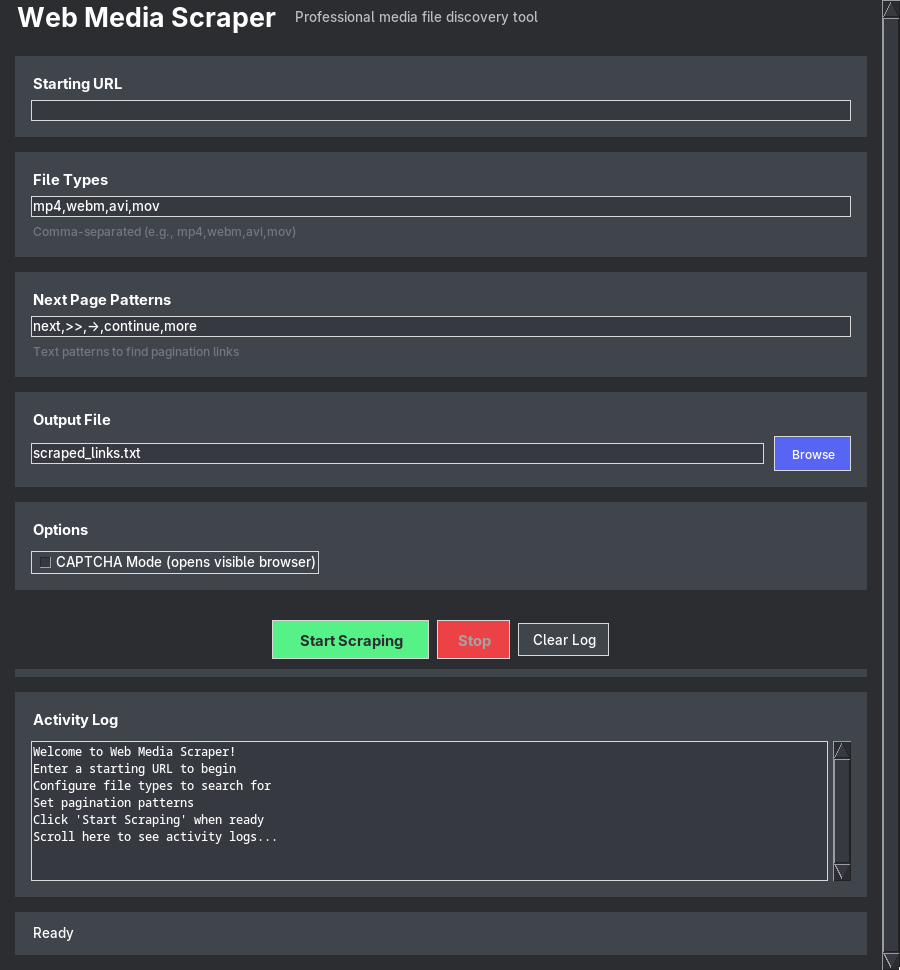 Web Media Scraper Professional media file discovery tool
Starting URL
File Types
mp4,webm,avi,mov
Comma-separated (e.g., mp4,webm,avi,mov)
Next Page Patterns
next,>>,→,continue,more
Text patterns to find pagination links
Output File
scraped_links.txt Browse
Options
CAPTCHA Mode (opens visible browser)
Start Scraping Stop Clear Log
Activity Log
Welcome to Web Media Scraper!
Enter a starting URL to begin
Configure file types to search for
Set pagination patterns
Click 'Start Scraping' when ready
Scroll here to see activity logs...
Ready